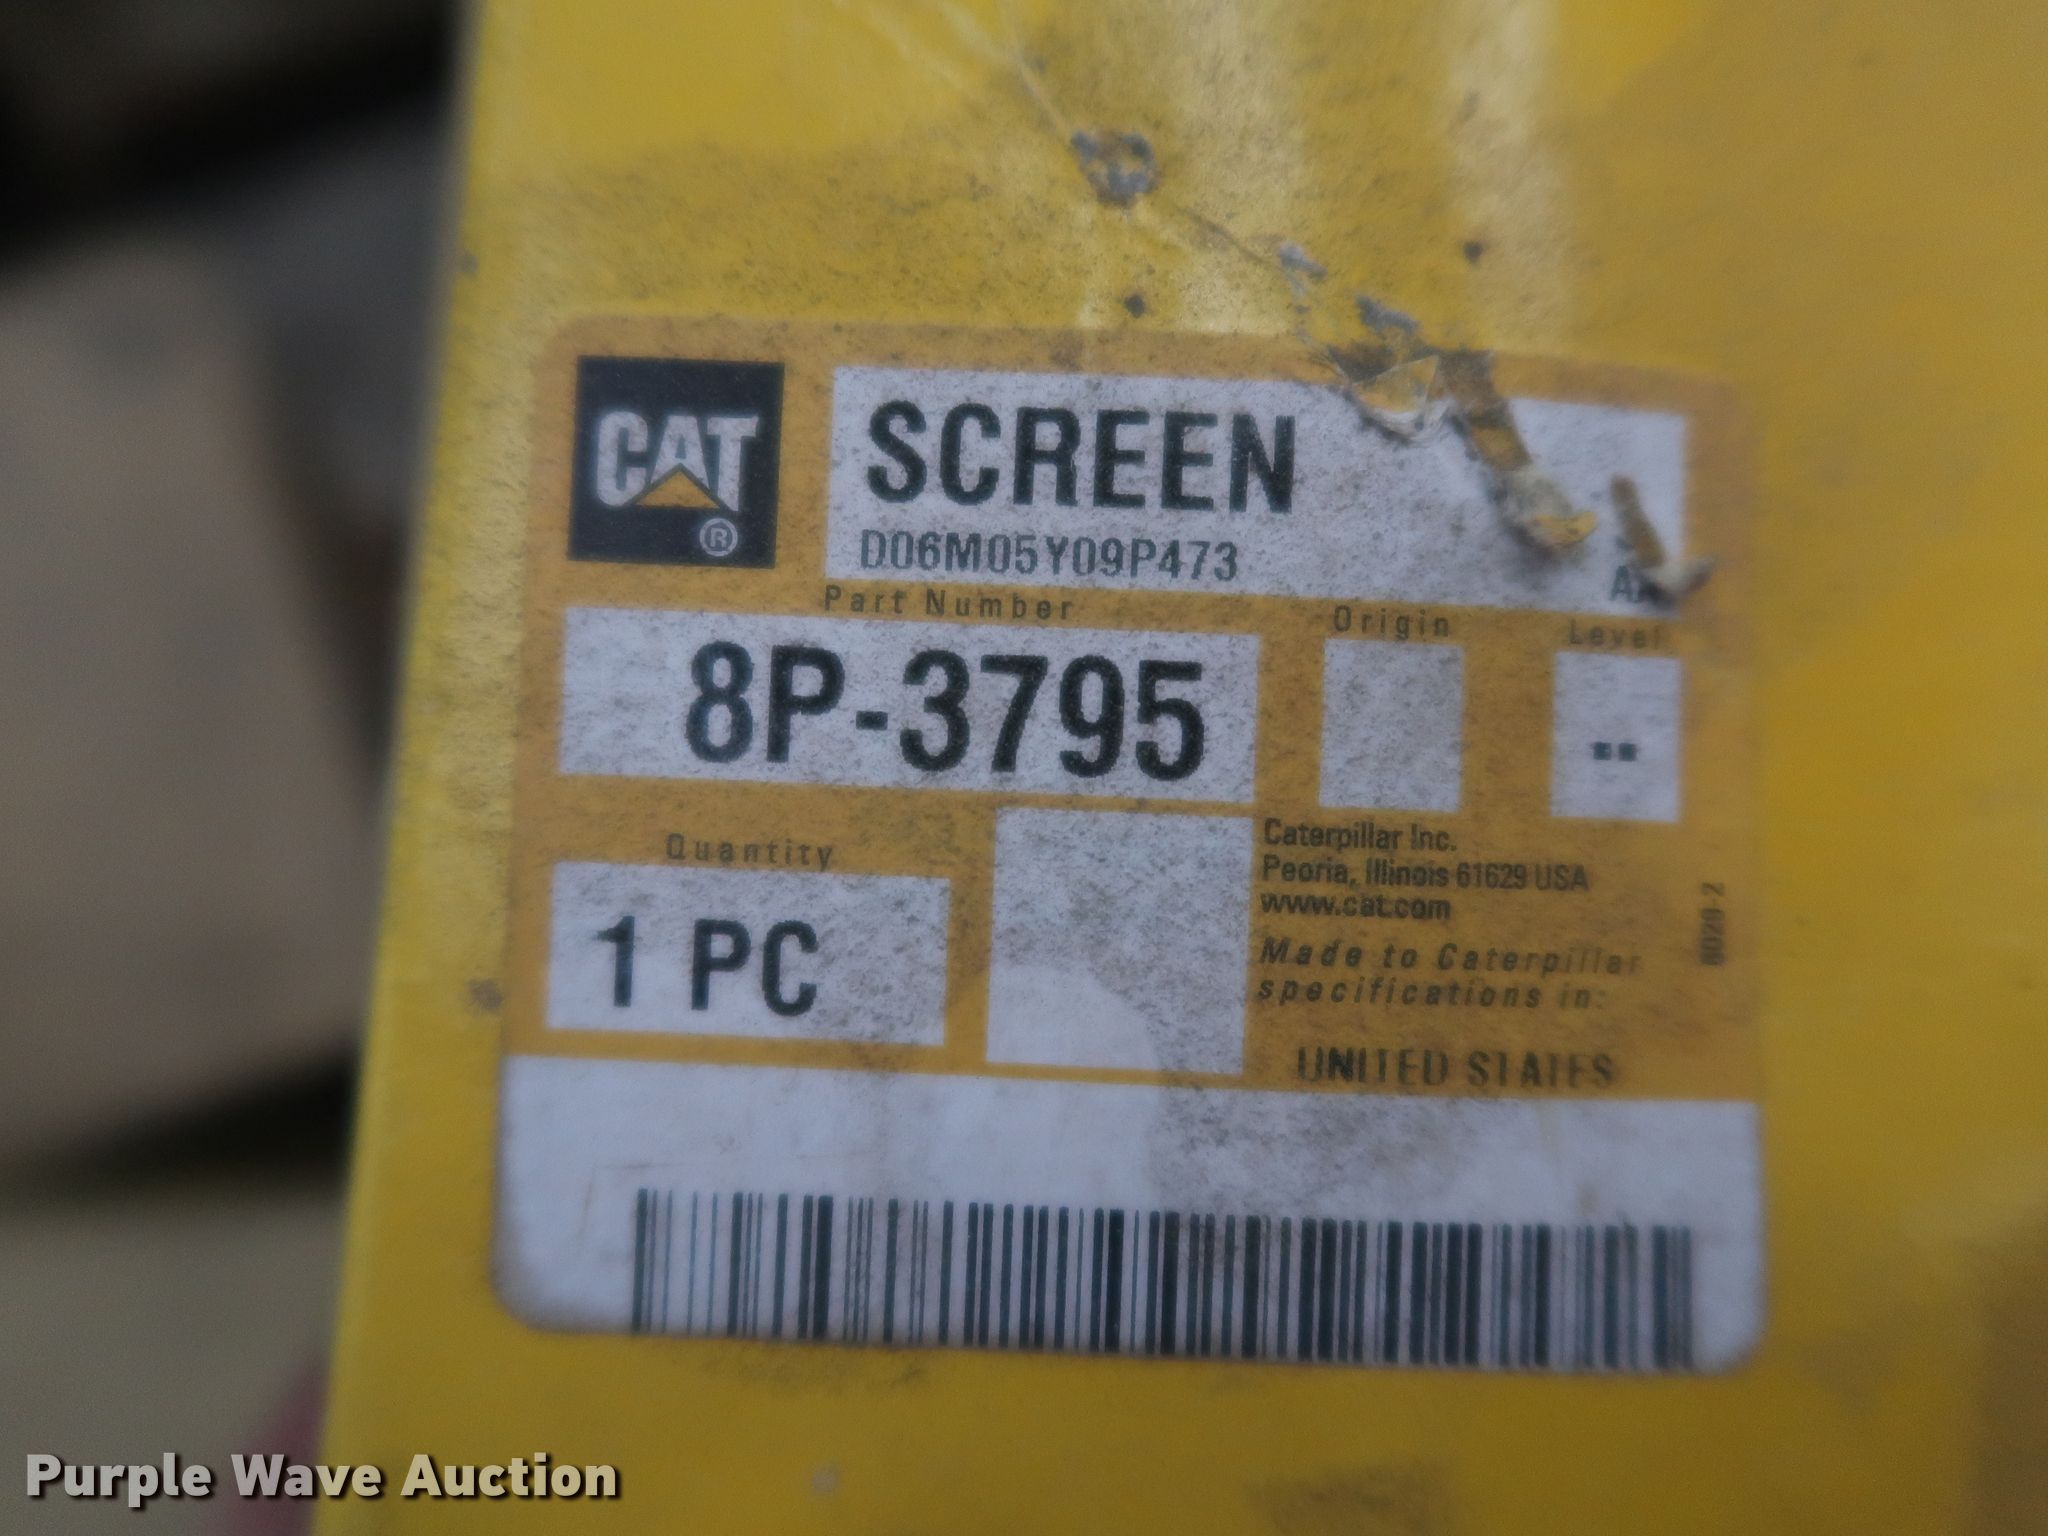 CAT
®
SCREEN
D06M05Y09P473
Part Number
Origin
Level
8P-3795
--
Quantity
1 PC
Caterpillar Inc.
Peoria, Illinois 61629 USA
www.cat.com
Made to Caterpillar
specifications in:
UNITED STATES
Purple Wave Auction